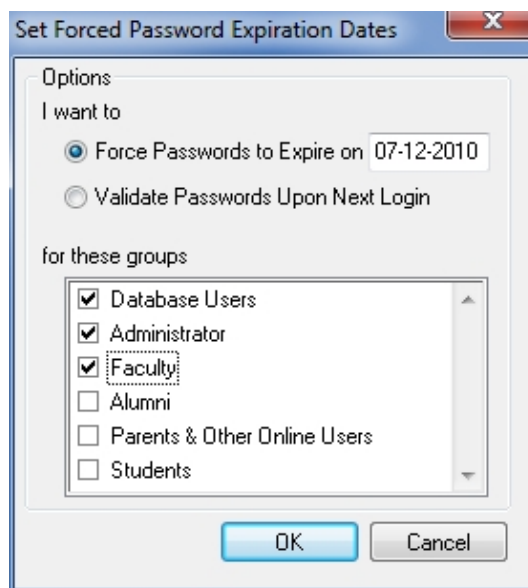 Set Forced Password Expiration Dates
Options
I want to
Force Passwords to Expire on 07-12-2010
Validate Passwords Upon Next Login
for these groups
Database Users
Administrator
Faculty
Alumni
Parents & Other Online Users
Students
OK Cancel